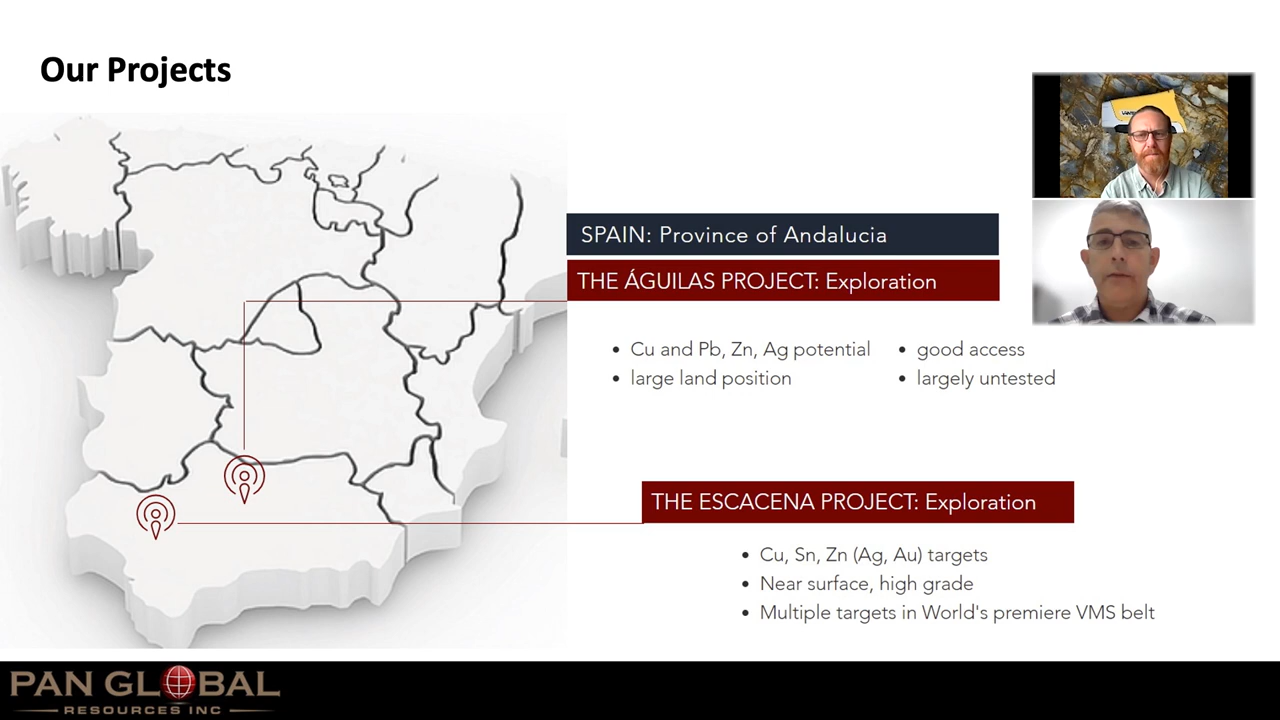 Our Projects
SPAIN: Province of Andalucia
THE ÁGUILAS PROJECT: Exploration
• Cu and Pb, Zn, Ag potential
• large land position
• good access
• largely untested
THE ESCACENA PROJECT: Exploration
• Cu, Sn, Zn (Ag, Au) targets
• Near surface, high grade
• Multiple targets in World's premiere VMS belt
PAN GLOBAL
RESOURCES INC